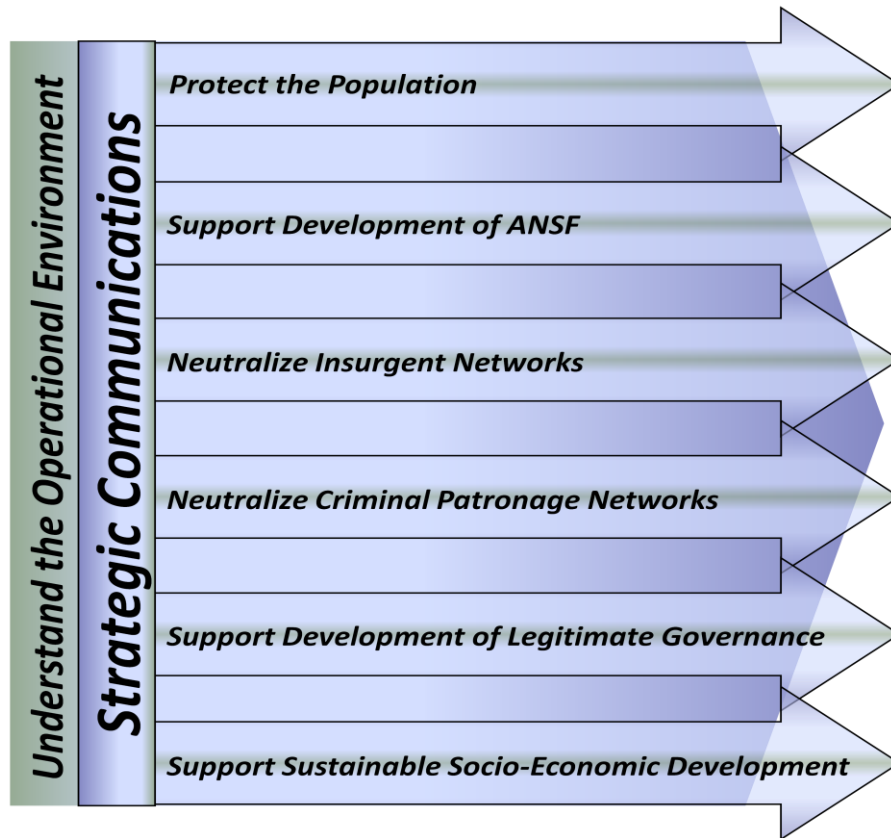 Understand the Operational Environment
Strategic Communications
Protect the Population
Support Development of ANSF
Neutralize Insurgent Networks
Neutralize Criminal Patronage Networks
Support Development of Legitimate Governance
Support Sustainable Socio-Economic Development